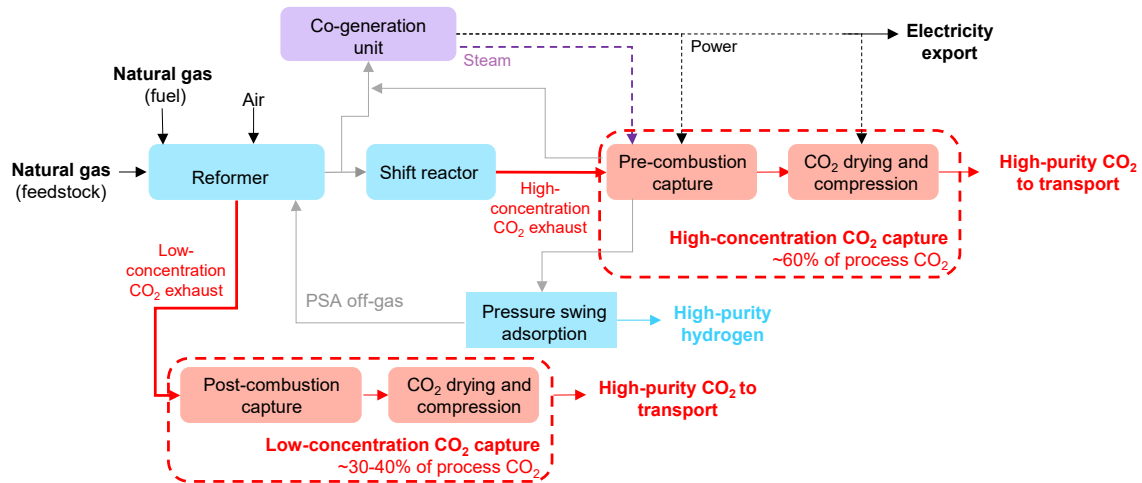 Co-generation
unit
Steam
Power
Electricity
export
Natural gas
(fuel)
Air
Natural gas
(feedstock)
Reformer
Shift reactor
High-
concentration
CO₂ exhaust
Pre-combustion
capture
CO₂ drying and
compression
High-purity CO₂
to transport
High-concentration CO₂ capture
~60% of process CO₂
Low-
concentration
CO₂ exhaust
PSA off-gas
Pressure swing
adsorption
High-purity
hydrogen
Post-combustion
capture
CO₂ drying and
compression
High-purity CO₂ to
transport
Low-concentration CO₂ capture
~30-40% of process CO₂